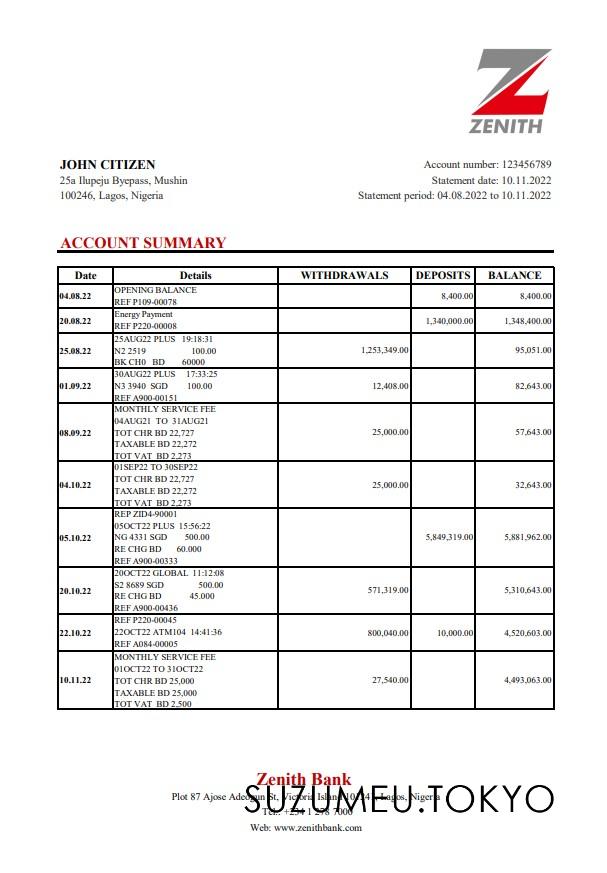 ZENITH
JOHN CITIZEN
Account number: 123456789
25a Ilupeju Byepass, Mushin
Statement date: 10.11.2022
100246, Lagos, Nigeria
Statement period: 04.08.2022 to 10.11.2022
ACCOUNT SUMMARY
Date Details WITHDRAWALS DEPOSITS BALANCE
04.08.22 OPENING BALANCE 8,400.00 8,400.00
REF P109-00078
20.08.22 Energy Payment 1,340,000.00 1,348,400.00
REF P220-00008
25AUG22 PLUS 19:18:31
25.08.22 N2 2519 100.00 1,253,349.00 95,051.00
BK CH0 BD 60000
30AUG22 PLUS 17:33:25
01.09.22 N3 3940 SGD 100.00 12,408.00 82,643.00
REF A900-00151
MONTHLY SERVICE FEE
04AUG21 TO 31AUG21
08.09.22 TOT CHR BD 22,727 25,000.00 57,643.00
TAXABLE BD 22,272
TOT VAT BD 2,273
01SEP22 TO 30SEP22
TOT CHR BD 22,727
04.10.22 TAXABLE BD 22,272 25,000.00 32,643.00
TOT VAT BD 2,273
REP ZID4-90001
05OCT22 PLUS 15:56:22
05.10.22 NG 4331 SGD 500.00 5,849,319.00 5,881,962.00
RE CHG BD 60.000
REF A900-00333
20OCT22 GLOBAL 11:12:08
S2 8689 SGD 500.00
20.10.22 RE CHG BD 45.000 571,319.00 5,310,643.00
REF A900-00436
REF P220-00045
22.10.22 22OCT22 ATM104 14:41:36 800,040.00 10,000.00 4,520,603.00
REF A084-00005
MONTHLY SERVICE FEE
01OCT22 TO 31OCT22
10.11.22 TOT CHR BD 25,000 27,540.00 4,493,063.00
TAXABLE BD 25,000
TOT VAT BD 2,500
Zenith Bank
Plot 87 Ajose Adeogun St, Victoria Island Lagos, Nigeria
SUZUMEU.TOKYO
Tel.: +234 1 278 7000
Web: www.zenithbank.com